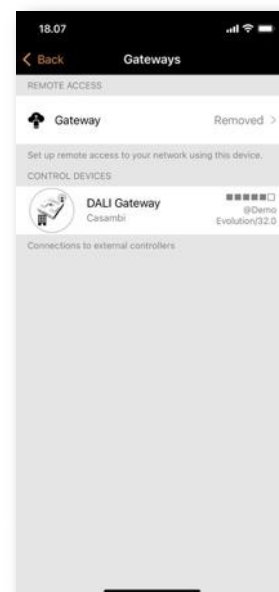 18.07
Back
Gateways
REMOTE ACCESS
Gateway
Removed
Set up remote access to your network using this device.
CONTROL DEVICES
DALI Gateway
Casambi
@Demo
Evolution/32.0
Connections to external controllers